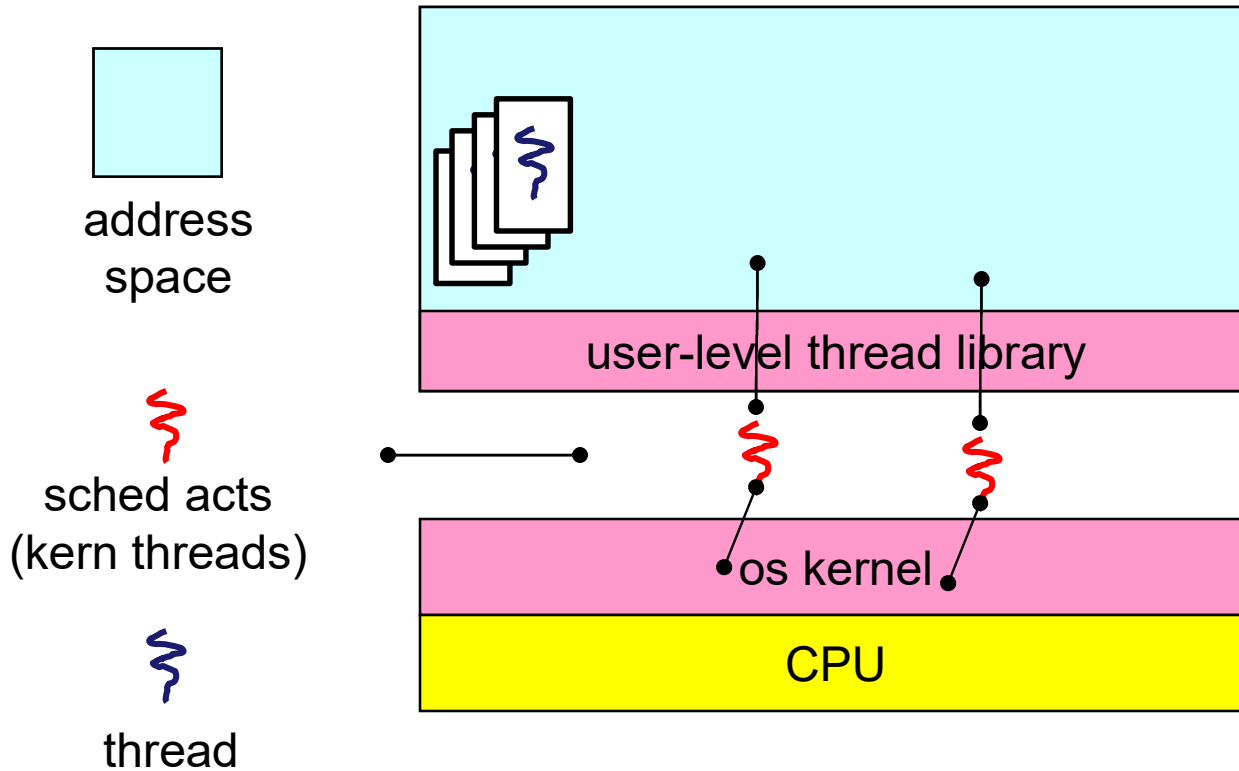 address
space
sched acts
(kern threads)
thread
user-level thread library
os kernel
CPU